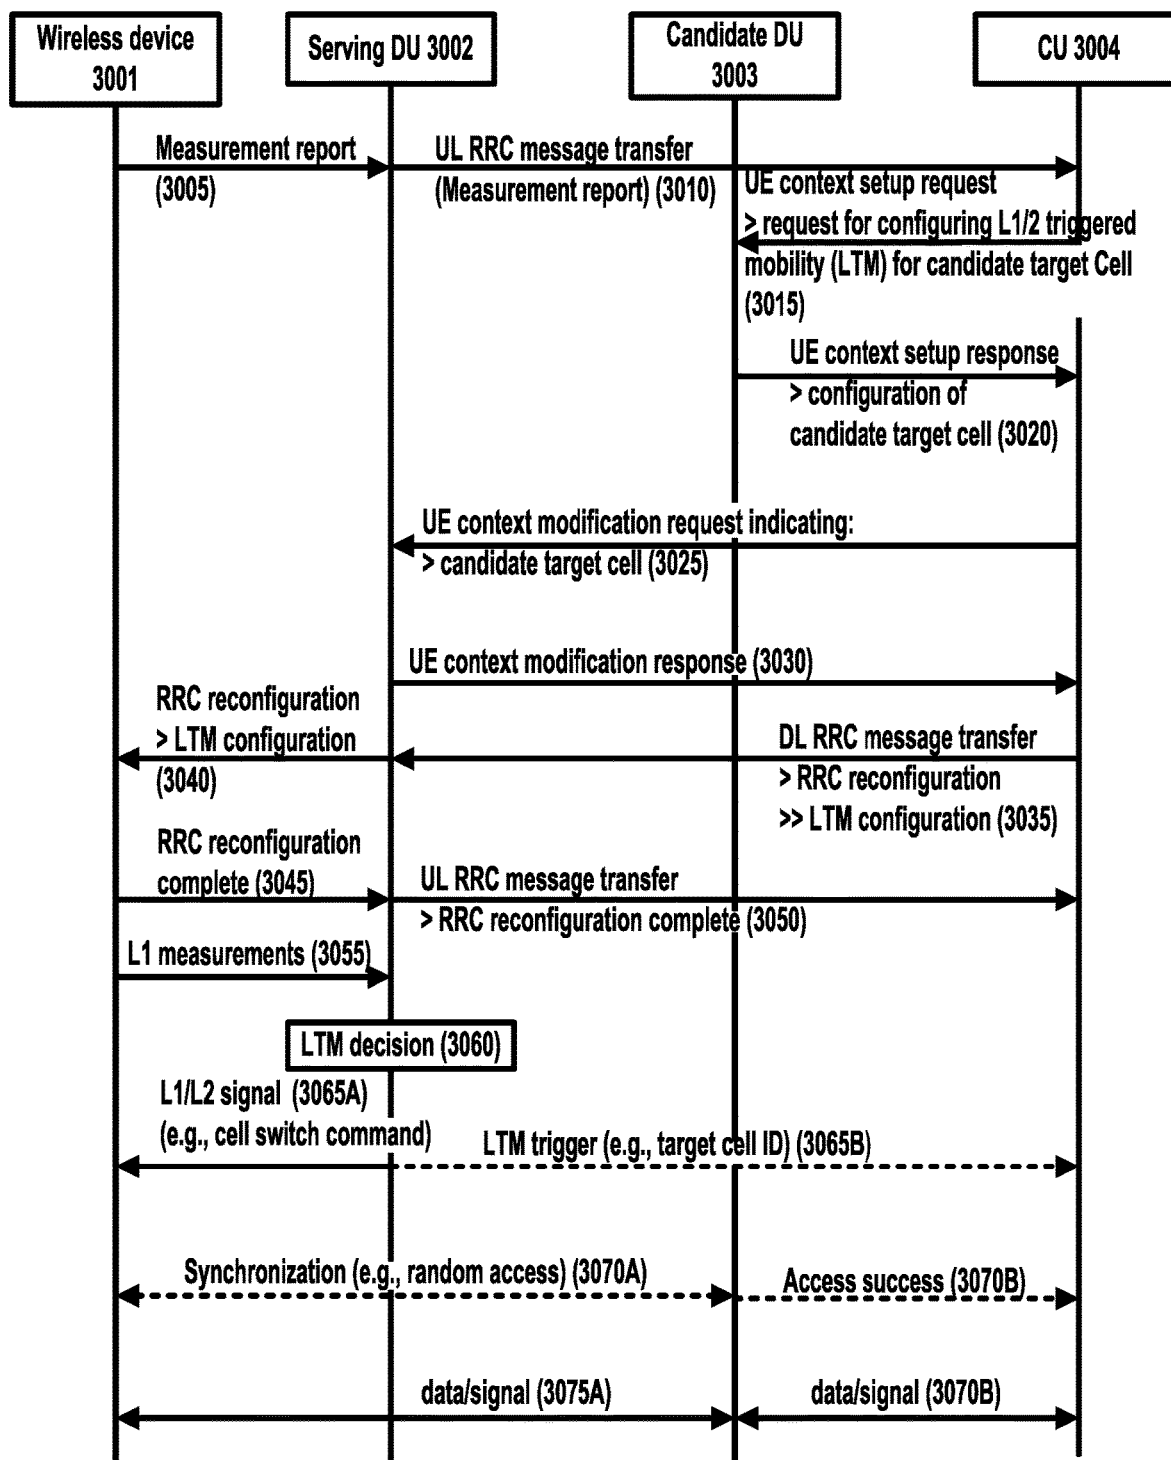 Wireless device
3001
Serving DU 3002
Candidate DU
3003
CU 3004
Measurement report
(3005)
UL RRC message transfer
(Measurement report) (3010)
UE context setup request
> request for configuring L1/2 triggered
mobility (LTM) for candidate target Cell
(3015)
UE context setup response
> configuration of
candidate target cell (3020)
UE context modification request indicating:
> candidate target cell (3025)
UE context modification response (3030)
RRC reconfiguration
> LTM configuration
(3040)
DL RRC message transfer
> RRC reconfiguration
>> LTM configuration (3035)
RRC reconfiguration
complete (3045)
UL RRC message transfer
> RRC reconfiguration complete (3050)
L1 measurements (3055)
LTM decision (3060)
L1/L2 signal (3065A)
(e.g., cell switch command)
LTM trigger (e.g., target cell ID) (3065B)
Synchronization (e.g., random access) (3070A)
Access success (3070B)
data/signal (3075A)
data/signal (3070B)